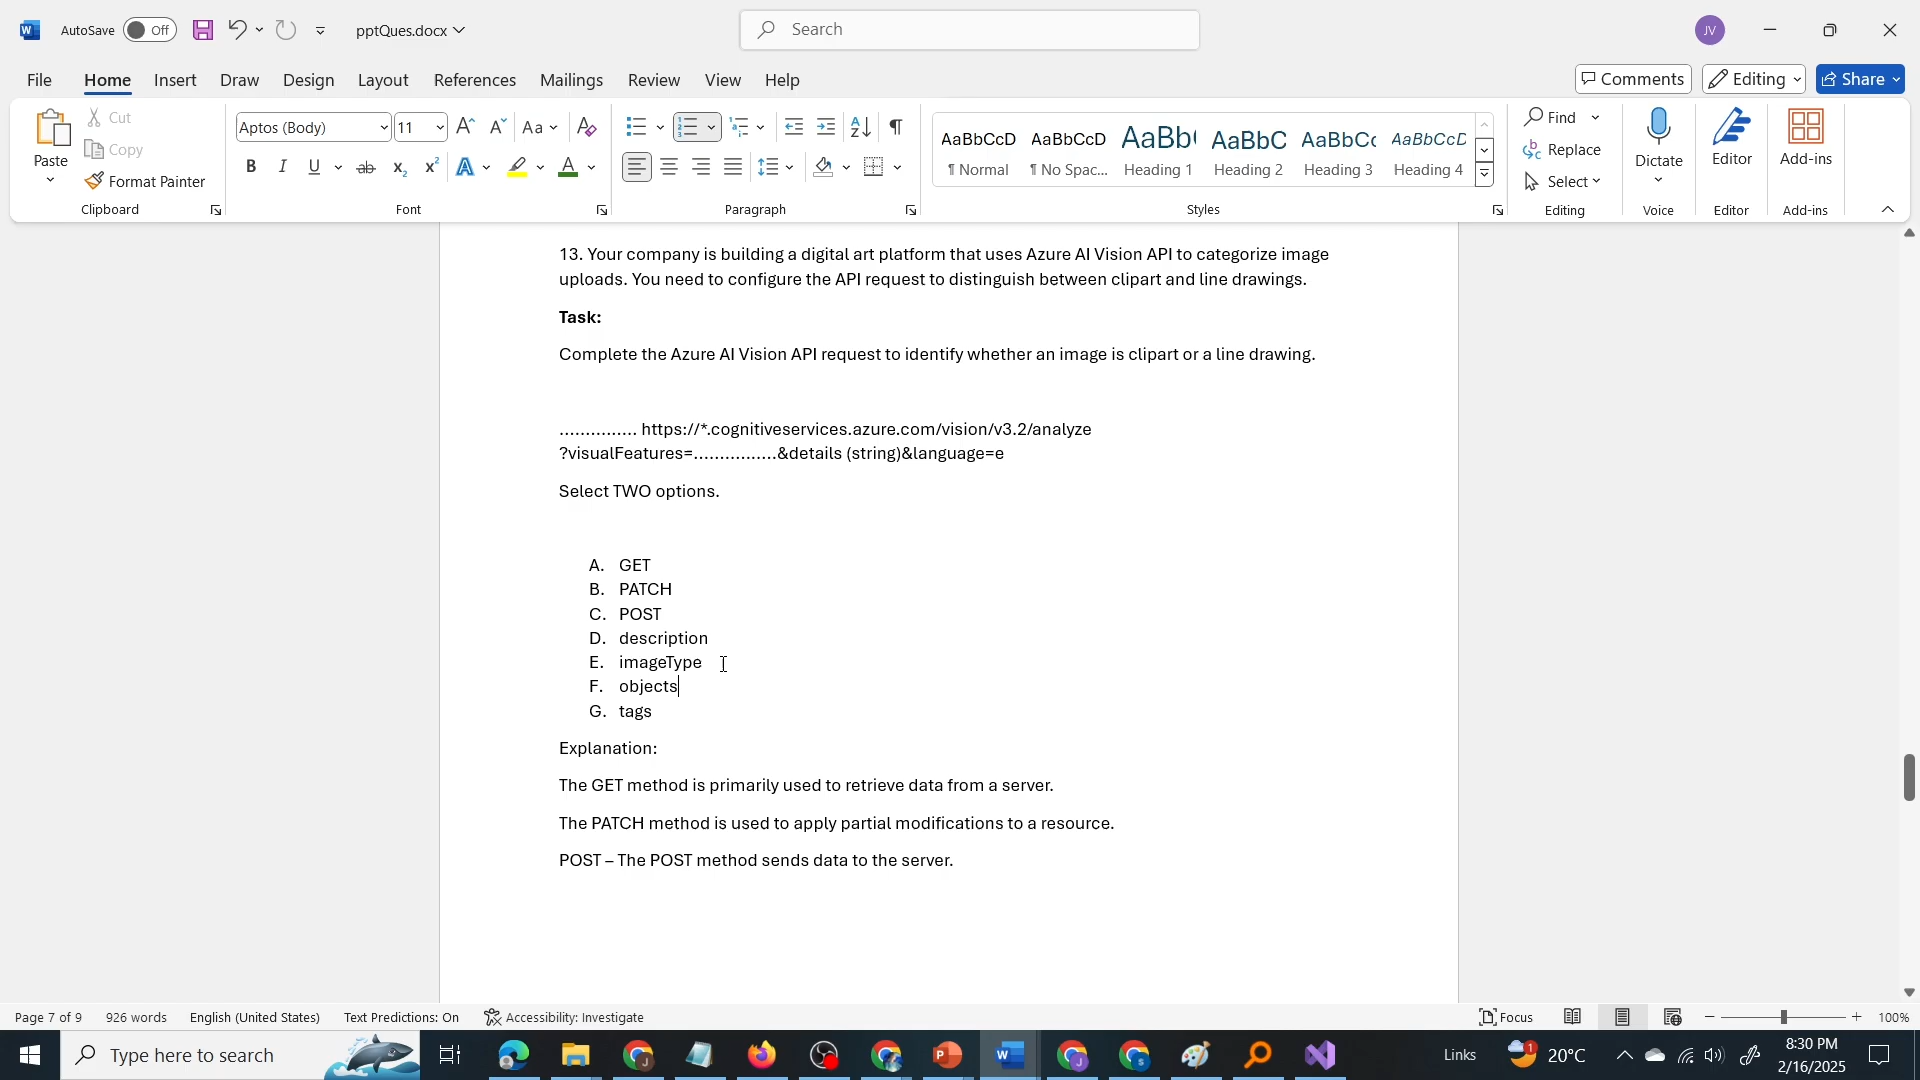 AutoSave Off pptQues.docx Search JV
File Home Insert Draw Design Layout References Mailings Review View Help Comments Editing Share
Paste Cut Copy Format Painter Clipboard
Aptos (Body) 11 Font
Paragraph
AaBbCcD AaBbCcD AaBb( AaBbC AaBbCc AaBbCcD
¶ Normal ¶ No Spac... Heading 1 Heading 2 Heading 3 Heading 4
Styles
Find Replace Select Editing
Dictate Voice
Editor Editor
Add-ins Add-ins
13. Your company is building a digital art platform that uses Azure AI Vision API to categorize image
uploads. You need to configure the API request to distinguish between clipart and line drawings.
Task:
Complete the Azure AI Vision API request to identify whether an image is clipart or a line drawing.
............... https://*.cognitiveservices.azure.com/vision/v3.2/analyze
?visualFeatures=................&details (string)&language=e
Select TWO options.
A. GET
B. PATCH
C. POST
D. description
E. imageType
F. objects
G. tags
Explanation:
The GET method is primarily used to retrieve data from a server.
The PATCH method is used to apply partial modifications to a resource.
POST – The POST method sends data to the server.
Page 7 of 9 926 words English (United States) Text Predictions: On Accessibility: Investigate Focus 100%
Type here to search Links 20°C 8:30 PM
2/16/2025